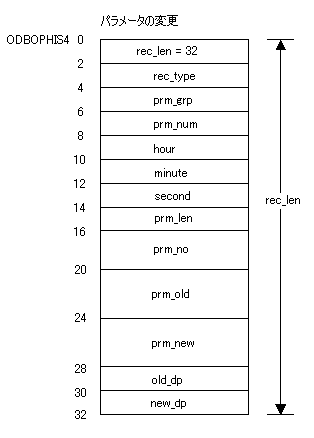 パラメータの変更
ODBOPHIS4 0
rec_len = 32
2
rec_type
4
prm_grp
6
prm_num
8
hour
10
minute
12
second
14
prm_len
16
prm_no
rec_len
20
prm_old
24
prm_new
28
old_dp
30
new_dp
32